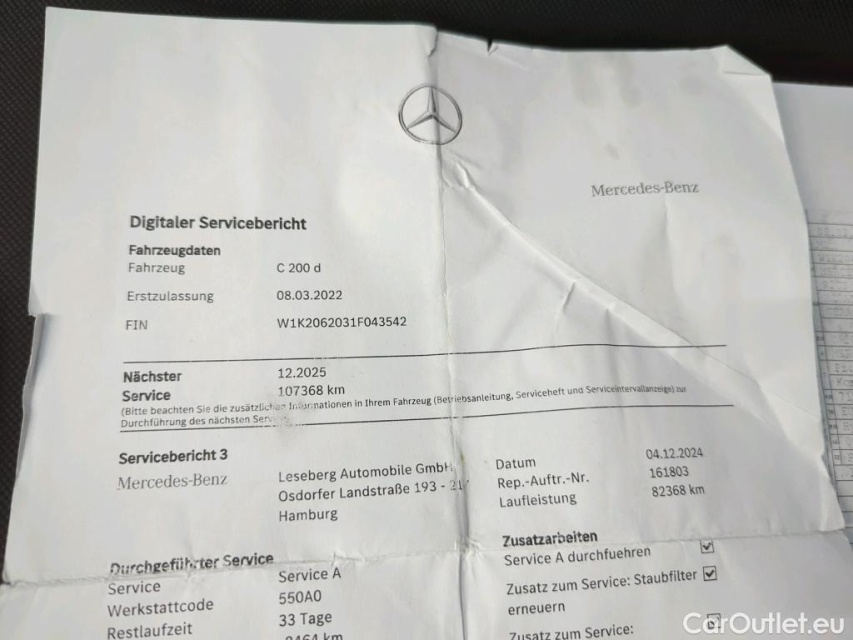 Mercedes-Benz
Digitaler Servicebericht
Fahrzeugdaten
Fahrzeug C 200 d
Erstzulassung 08.03.2022
FIN W1K2062031F043542
Nächster 12.2025
Service 107368 km
(Bitte beachten Sie die zusätzlichen Informationen in Ihrem Fahrzeug (Betriebsanleitung, Serviceheft und Serviceintervallanzeige) zur
Durchführung des nächsten
Servicebericht 3
Mercedes-Benz
Leseberg Automobile GmbH
Osdorfer Landstraße 193 -
Hamburg
Datum 04.12.2024
Rep.-Auftr.-Nr. 161803
Laufleistung 82368 km
Durchgeführter Service
Service Service A
Werkstattcode 550A0
Restlaufzeit 33 Tage
km
Zusatzarbeiten
Service A durchfuehren
Zusatz zum Service: Staubfilter
erneuern
Zusatz zum Service:
CarOutlet.eu